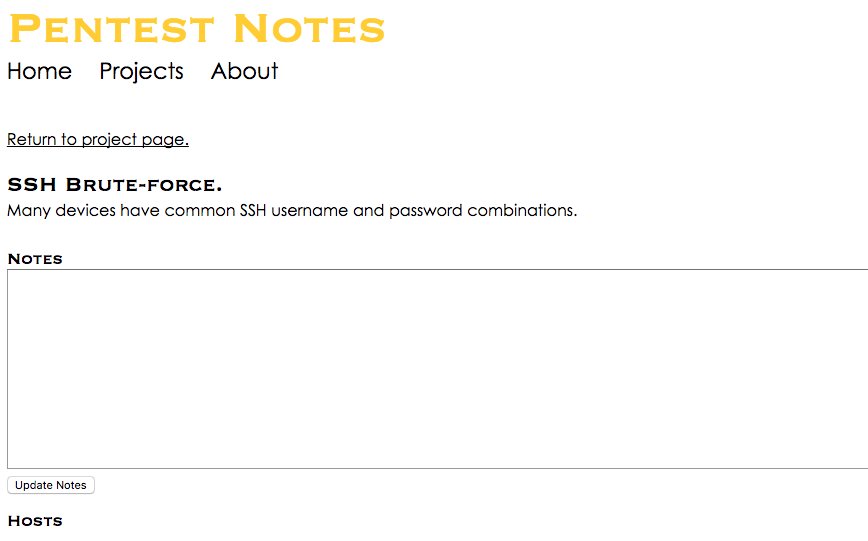 Pentest Notes
Home Projects About
Return to project page.
SSH Brute-force.
Many devices have common SSH username and password combinations.
Notes
Update Notes
Hosts